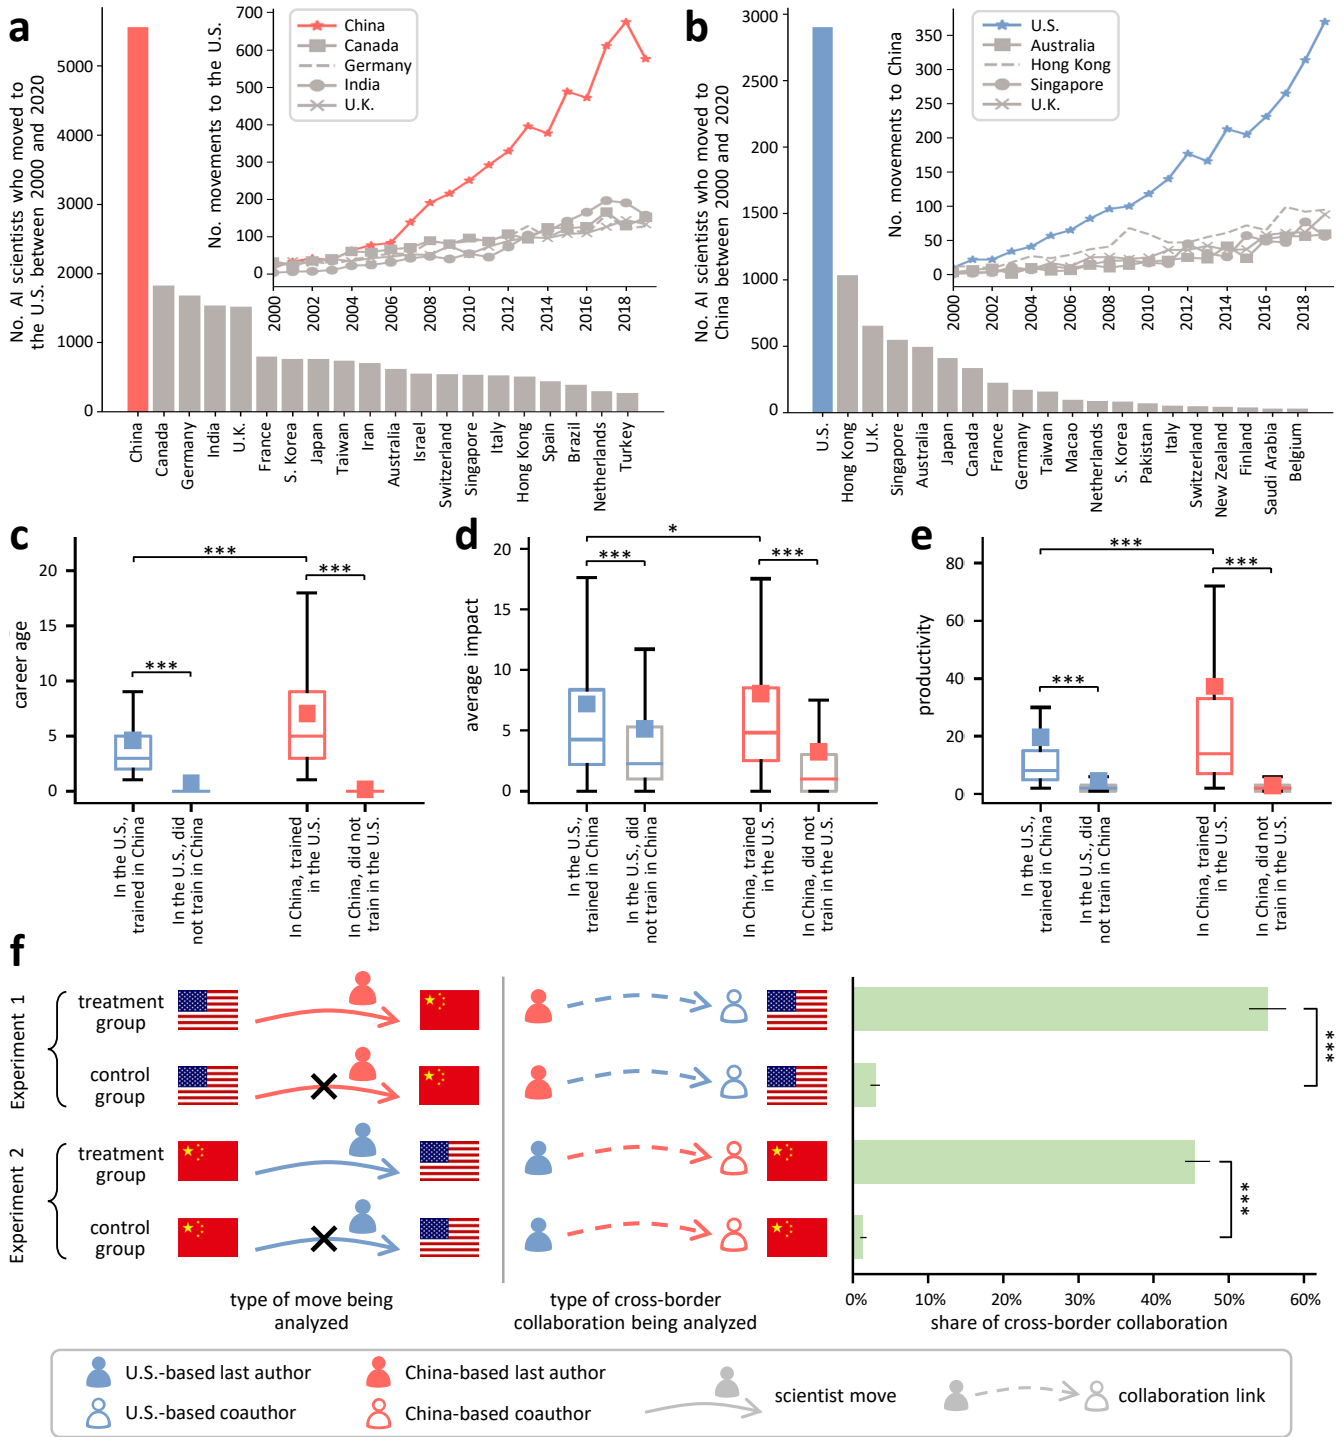 a
No. AI scientists who moved to
the U.S. between 2000 and 2020
5000
4000
3000
2000
1000
0
China
Canada
Germany
India
U.K.
France
S. Korea
Japan
Taiwan
Iran
Australia
Israel
Switzerland
Singapore
Italy
Hong Kong
Spain
Brazil
Netherlands
Turkey
No. movements to the U.S.
700
600
500
400
300
200
100
0
2000
2002
2004
2006
2008
2010
2012
2014
2016
2018
China
Canada
Germany
India
U.K.
b
No. AI scientists who moved to
China between 2000 and 2020
3000
2500
2000
1500
1000
500
0
U.S.
Hong Kong
U.K.
Singapore
Australia
Japan
Canada
France
Germany
Taiwan
Macao
Netherlands
S. Korea
Pakistan
Italy
Switzerland
New Zealand
Finland
Saudi Arabia
Belgium
No. movements to China
350
300
250
200
150
100
50
0
2000
2002
2004
2006
2008
2010
2012
2014
2016
2018
U.S.
Australia
Hong Kong
Singapore
U.K.
c
career age
20
15
10
5
0
***
***
***
In the U.S.,
trained in China
In the U.S., did
not train in China
In China, trained
in the U.S.
In China, did not
train in the U.S.
d
average impact
20
15
10
5
0
*
***
***
In the U.S.,
trained in China
In the U.S., did
not train in China
In China, trained
in the U.S.
In China, did not
train in the U.S.
e
productivity
80
60
40
20
0
***
***
***
In the U.S.,
trained in China
In the U.S., did
not train in China
In China, trained
in the U.S.
In China, did not
train in the U.S.
f
Experiment 1
treatment
group
control
group
Experiment 2
treatment
group
control
group
type of move being
analyzed
type of cross-border
collaboration being analyzed
***
***
0%
10%
20%
30%
40%
50%
60%
share of cross-border collaboration
U.S.-based last author
U.S.-based coauthor
China-based last author
China-based coauthor
scientist move
collaboration link